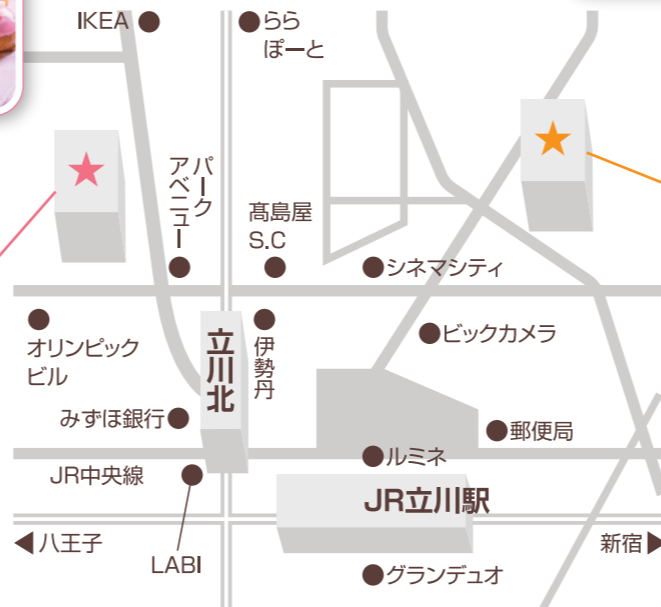 IKEA
らら
ぽーと
パーク
アベニュー
髙島屋
S.C
シネマシティ
オリンピック
ビル
立川北
伊勢丹
ビックカメラ
みずほ銀行
郵便局
ルミネ
JR中央線
JR立川駅
八王子
新宿
LABI
グランデュオ